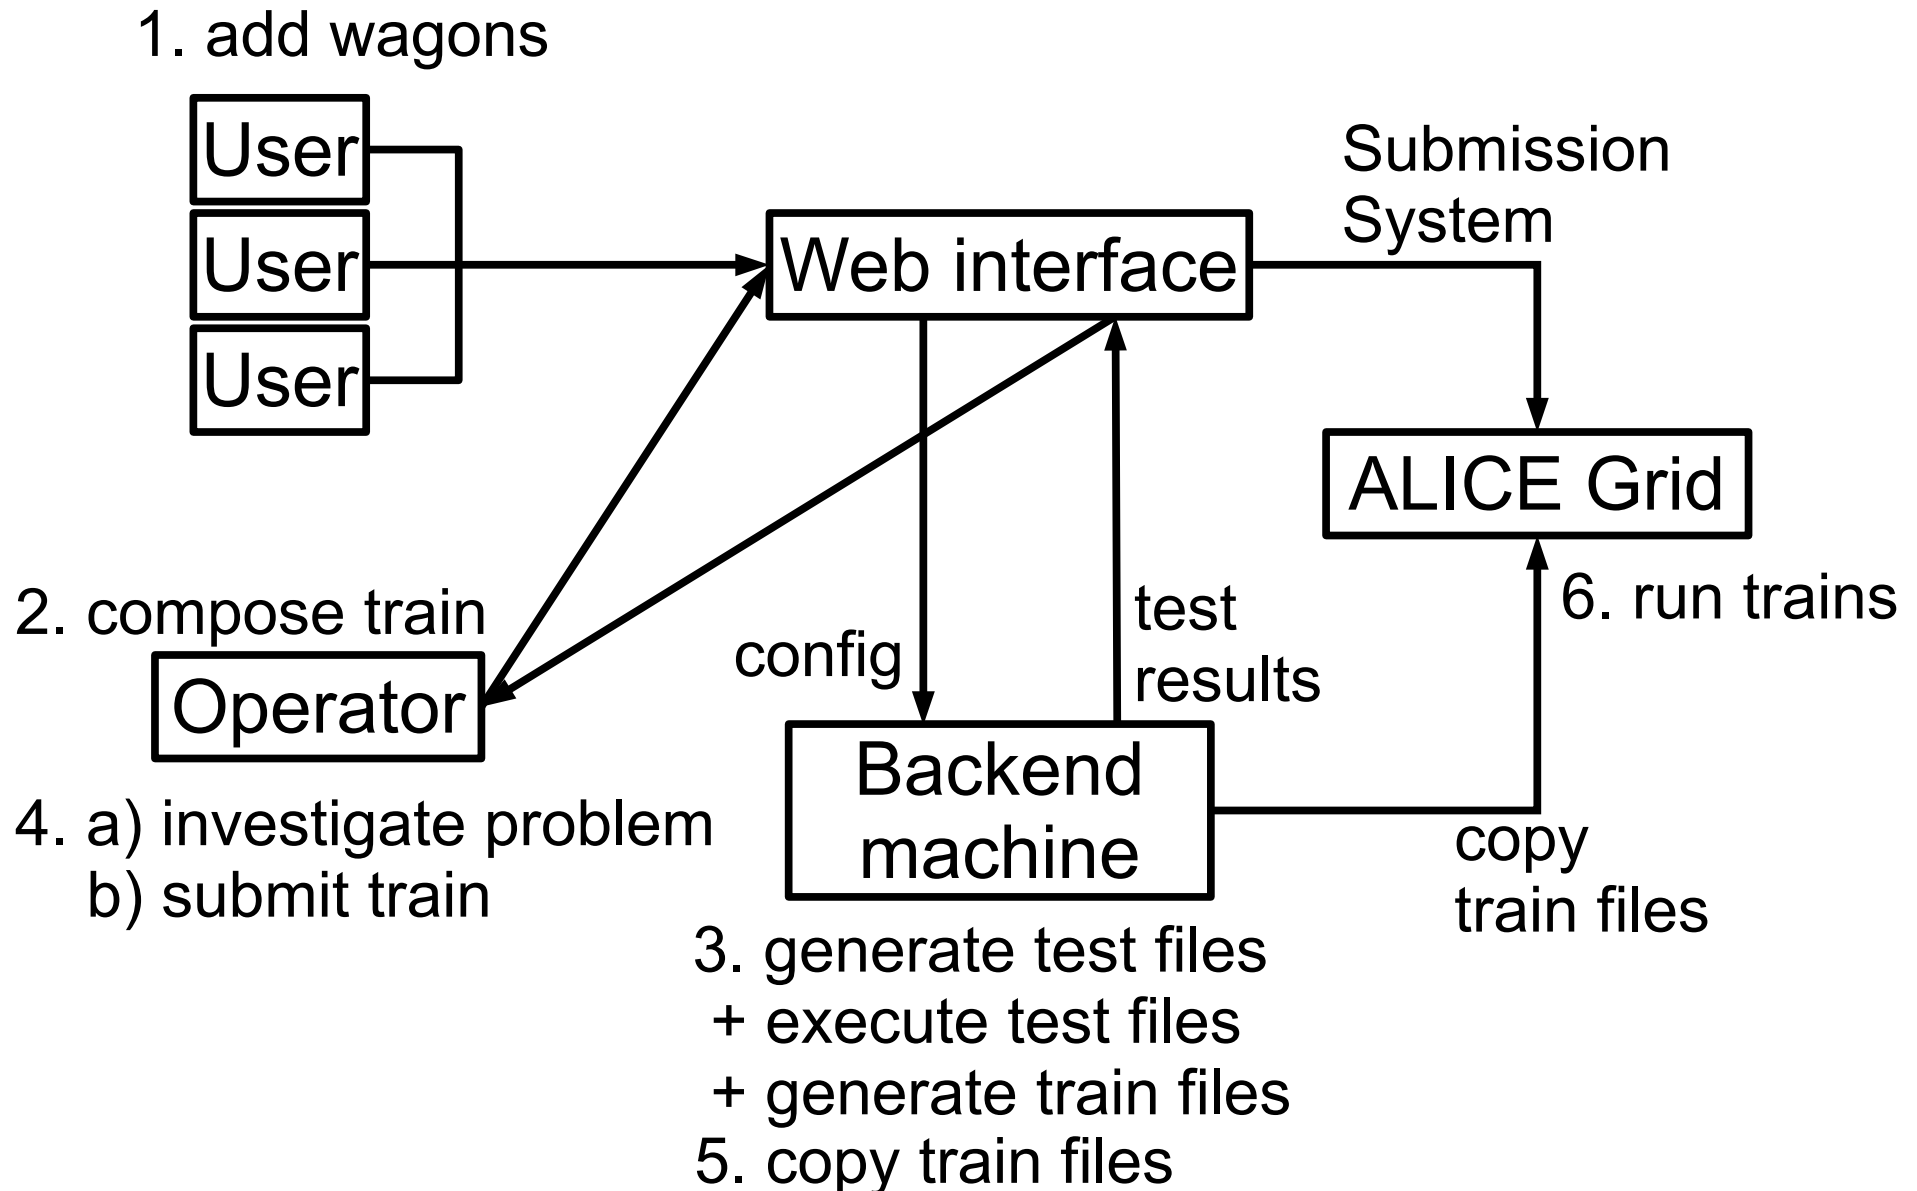 1. add wagons
User
User
User
Web interface
Submission
System
ALICE Grid
2. compose train
Operator
4. a) investigate problem
b) submit train
config
test
results
6. run trains
Backend
machine
copy
train files
3. generate test files
+ execute test files
+ generate train files
5. copy train files